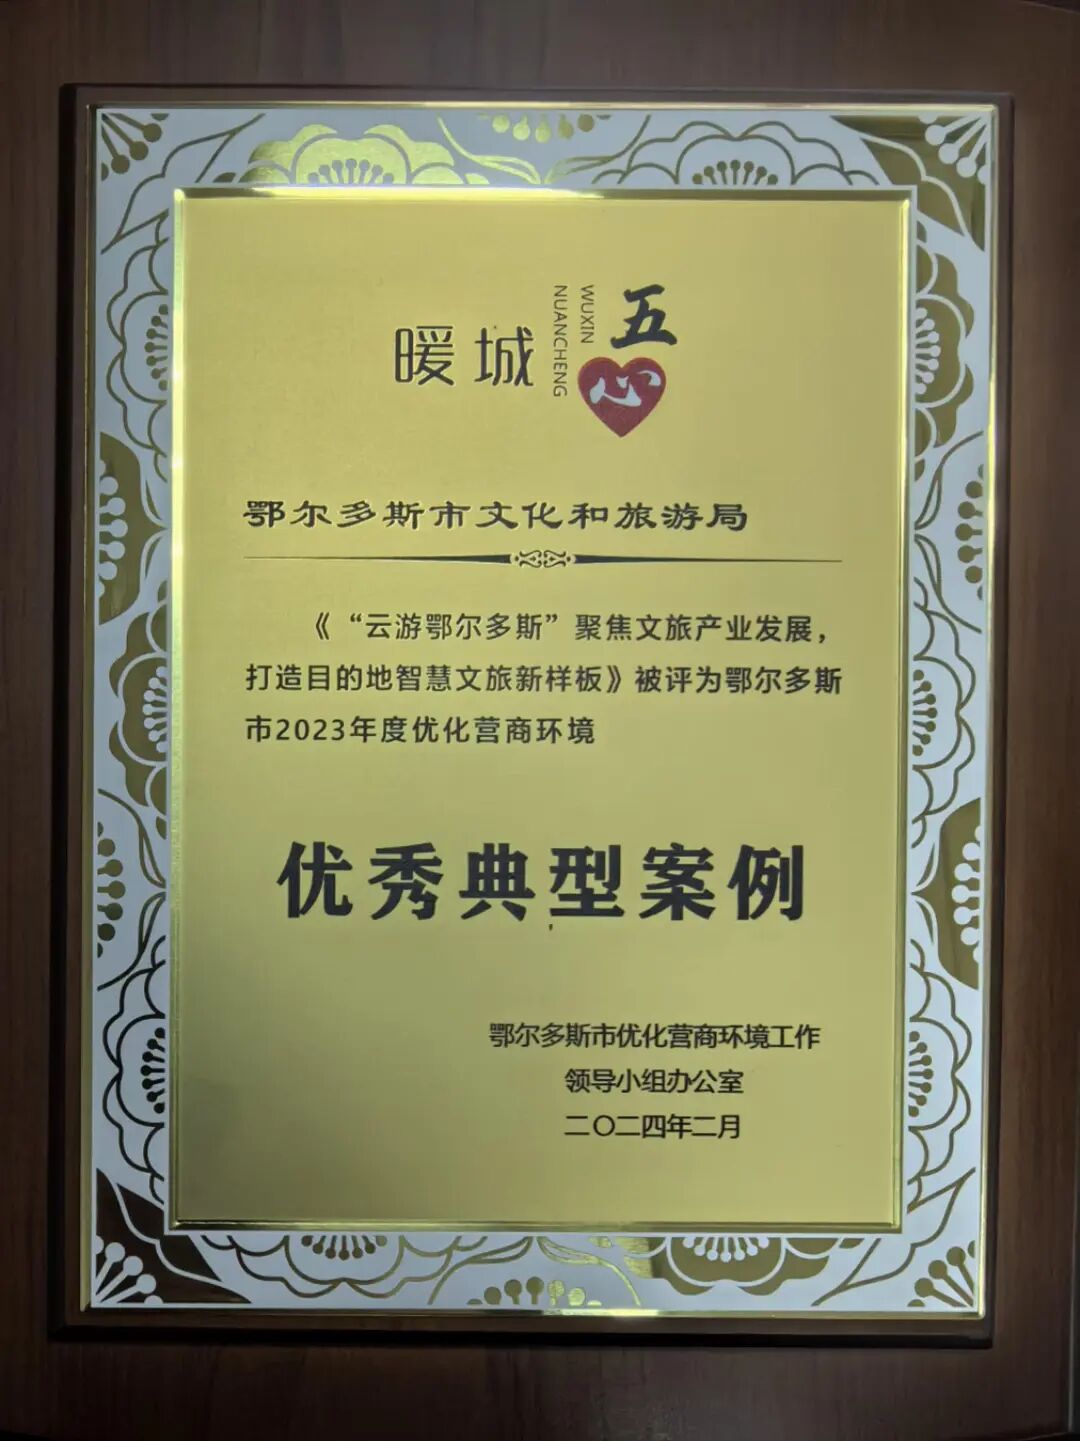 暖城
WUXIN
NUANCHENG
五
心
鄂尔多斯市文化和旅游局
《“云游鄂尔多斯”聚焦文旅产业发展，
打造目的地智慧文旅新样板》被评为鄂尔多斯
市2023年度优化营商环境
优秀典型案例
鄂尔多斯市优化营商环境工作
领导小组办公室
二〇二四年二月